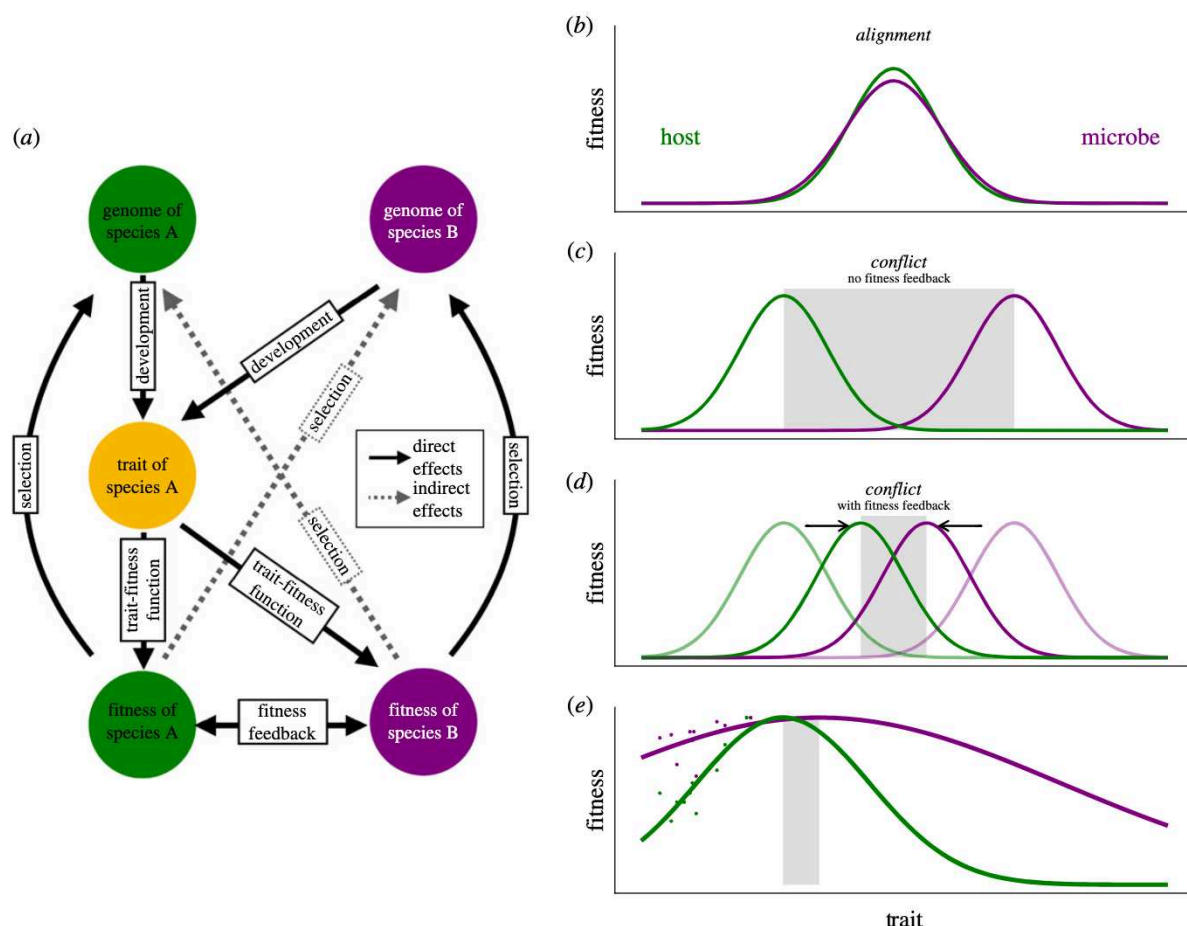 (a)
genome of
species A
genome of
species B
development
development
selection
selection
trait of
species A
direct
effects
indirect
effects
selection
selection
trait-fitness
function
trait-fitness
function
fitness of
species A
fitness
feedback
fitness of
species B
(b)
alignment
fitness
host
microbe
(c)
conflict
no fitness feedback
fitness
(d)
conflict
with fitness feedback
fitness
(e)
fitness
trait